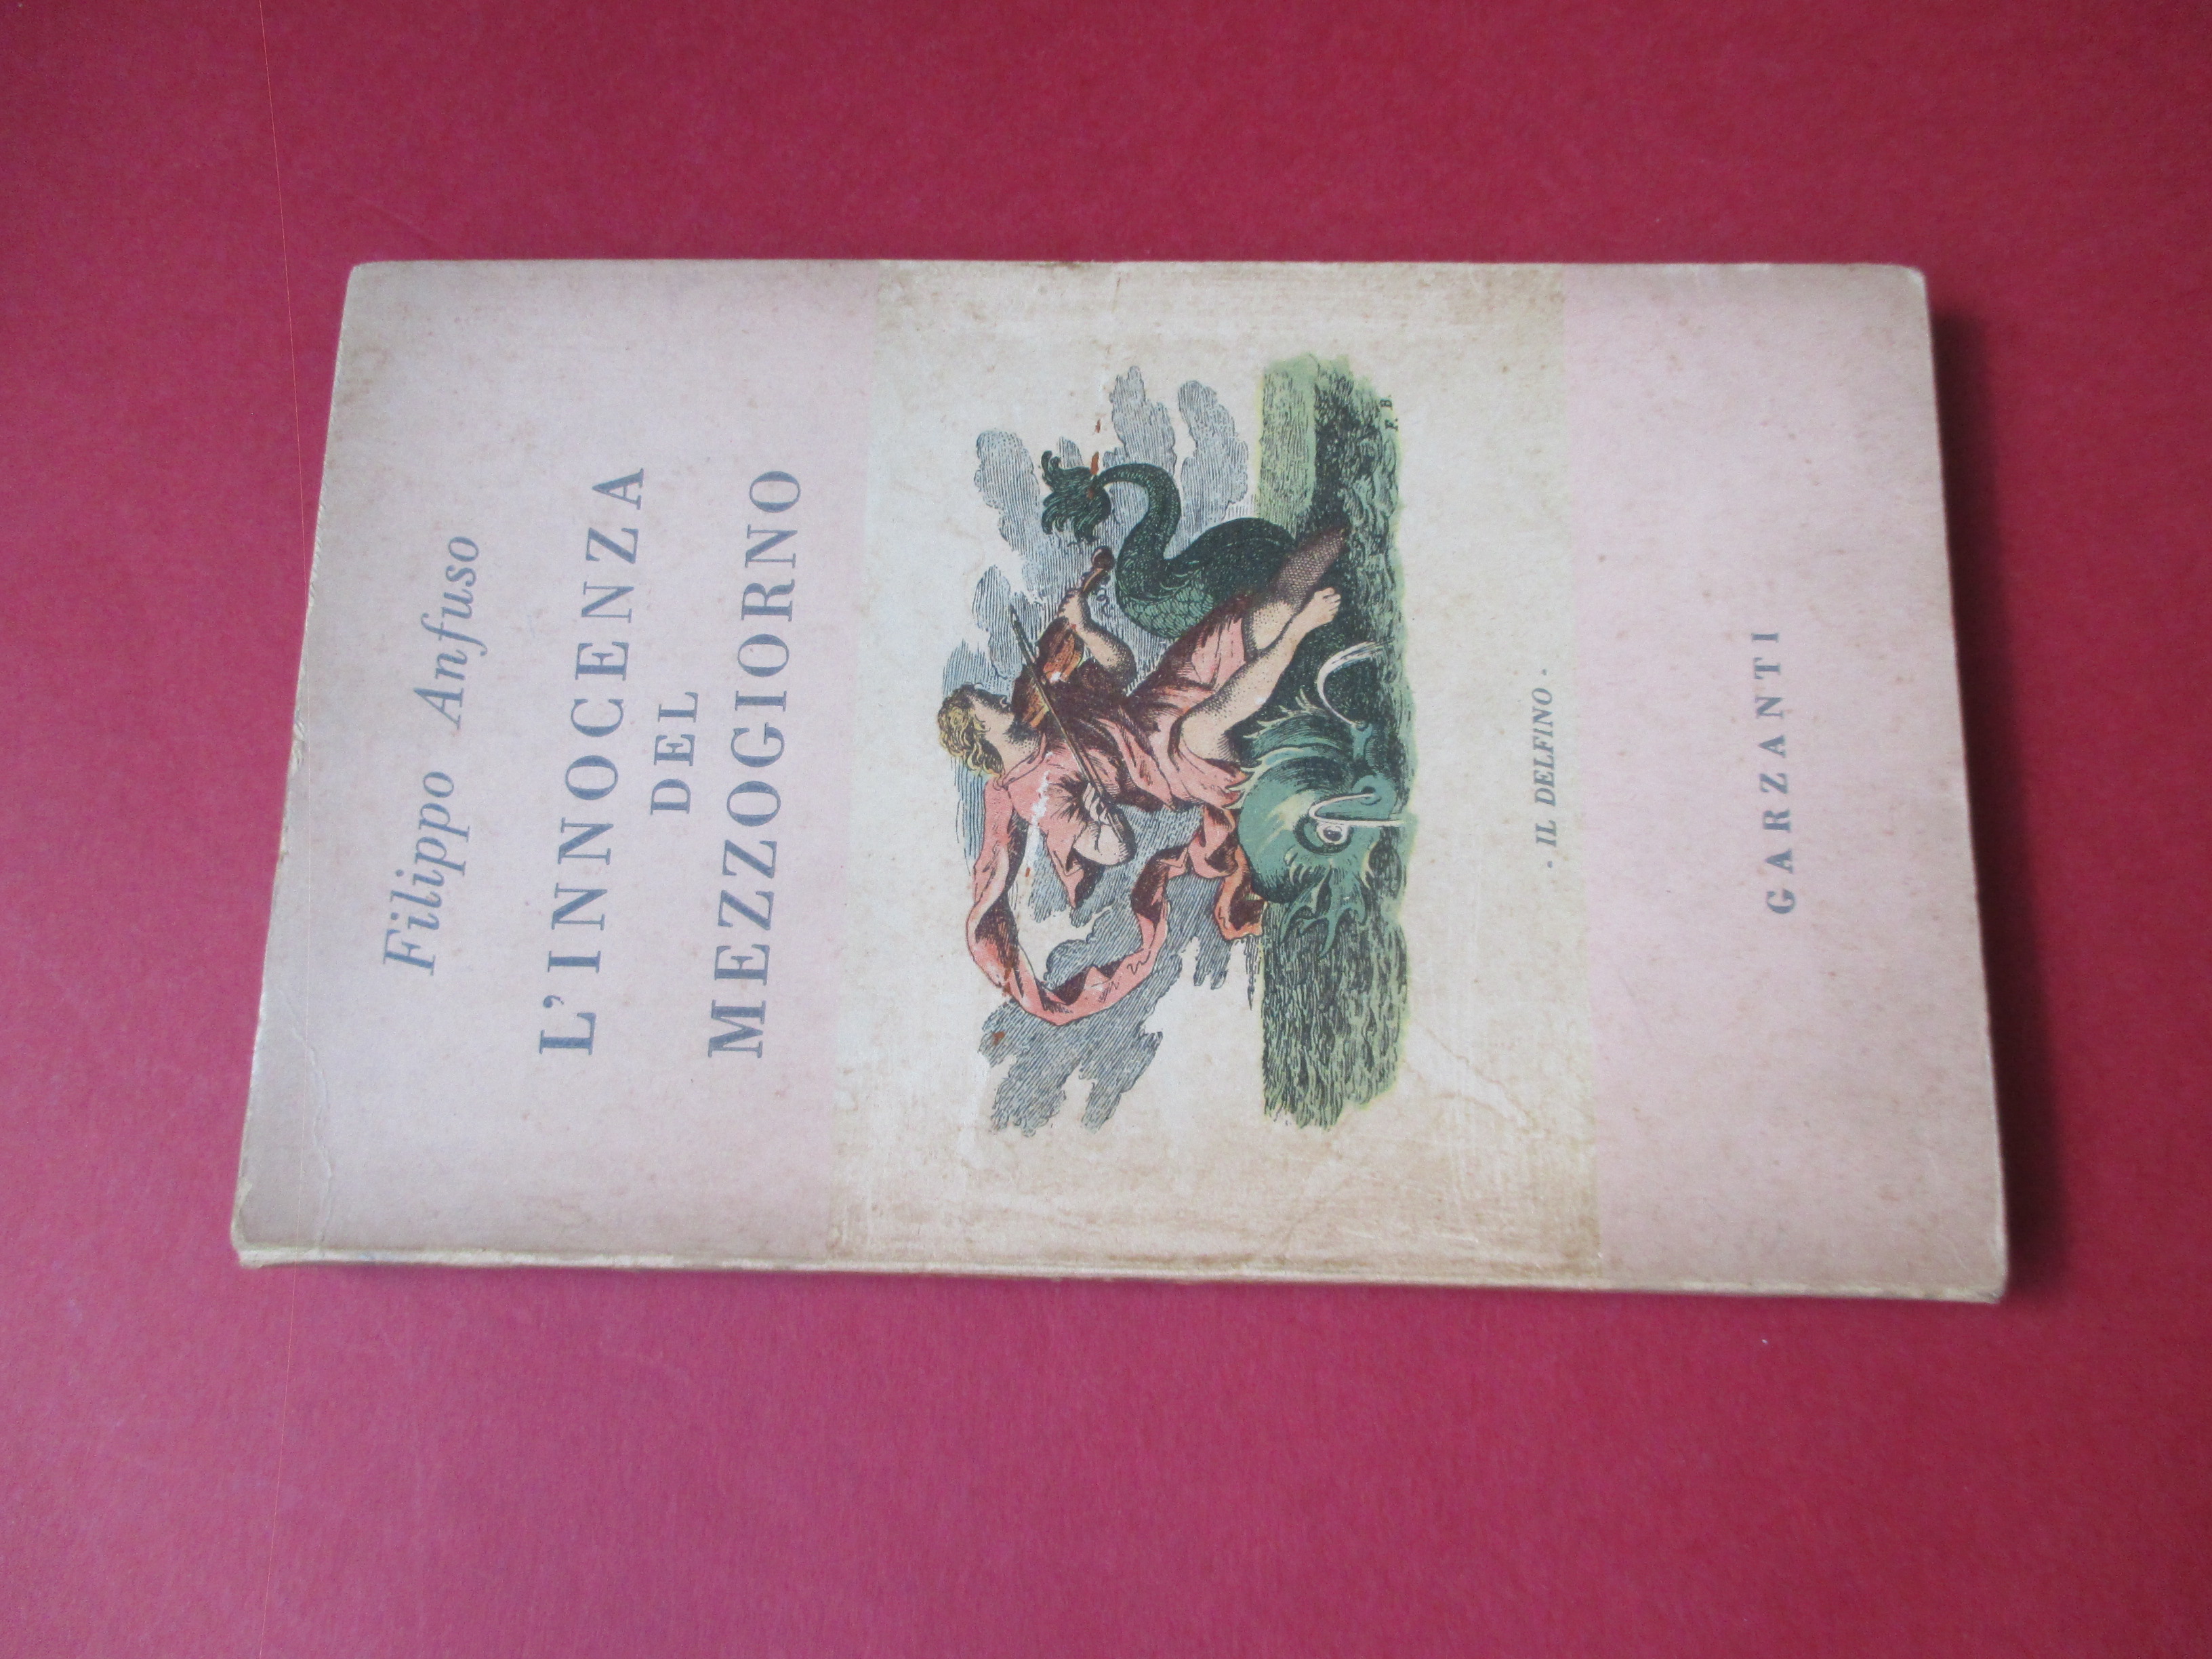 Filippo Anfuso
L'INNOCENZA
DEL
MEZZOGIORNO
F. B.
- IL DELFINO -
GARZANTI